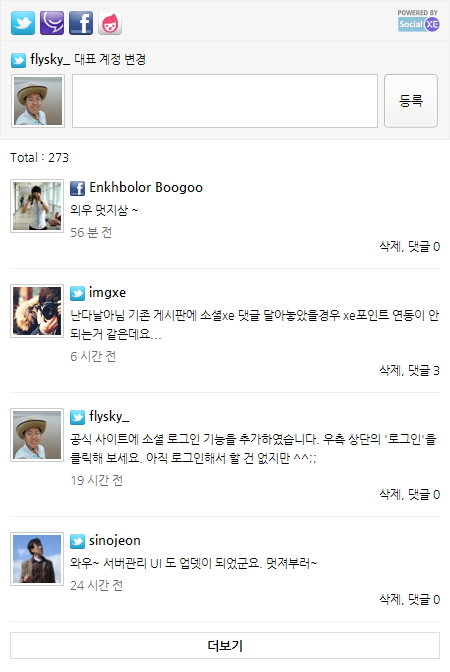 POWERED BY
Social XE
flysky_ 대표 계정 변경
등록
Total : 273
Enkhbolor Boogoo
외우 멋지삼 ~
56 분 전
삭제, 댓글 0
imgxe
난다날아님 기존 게시판에 소셜xe 댓글 달아놓았을경우 xe포인트 연동이 안
되는거 같은데요...
6 시간 전
삭제, 댓글 3
flysky_
공식 사이트에 소셜 로그인 기능을 추가하였습니다. 우측 상단의 '로그인'을
클릭해 보세요. 아직 로그인해서 할 건 없지만 ^^;;
19 시간 전
삭제, 댓글 0
sinojeon
와우~ 서버관리 UI 도 업뎃이 되었군요. 멋져부러~
24 시간 전
삭제, 댓글 0
더보기